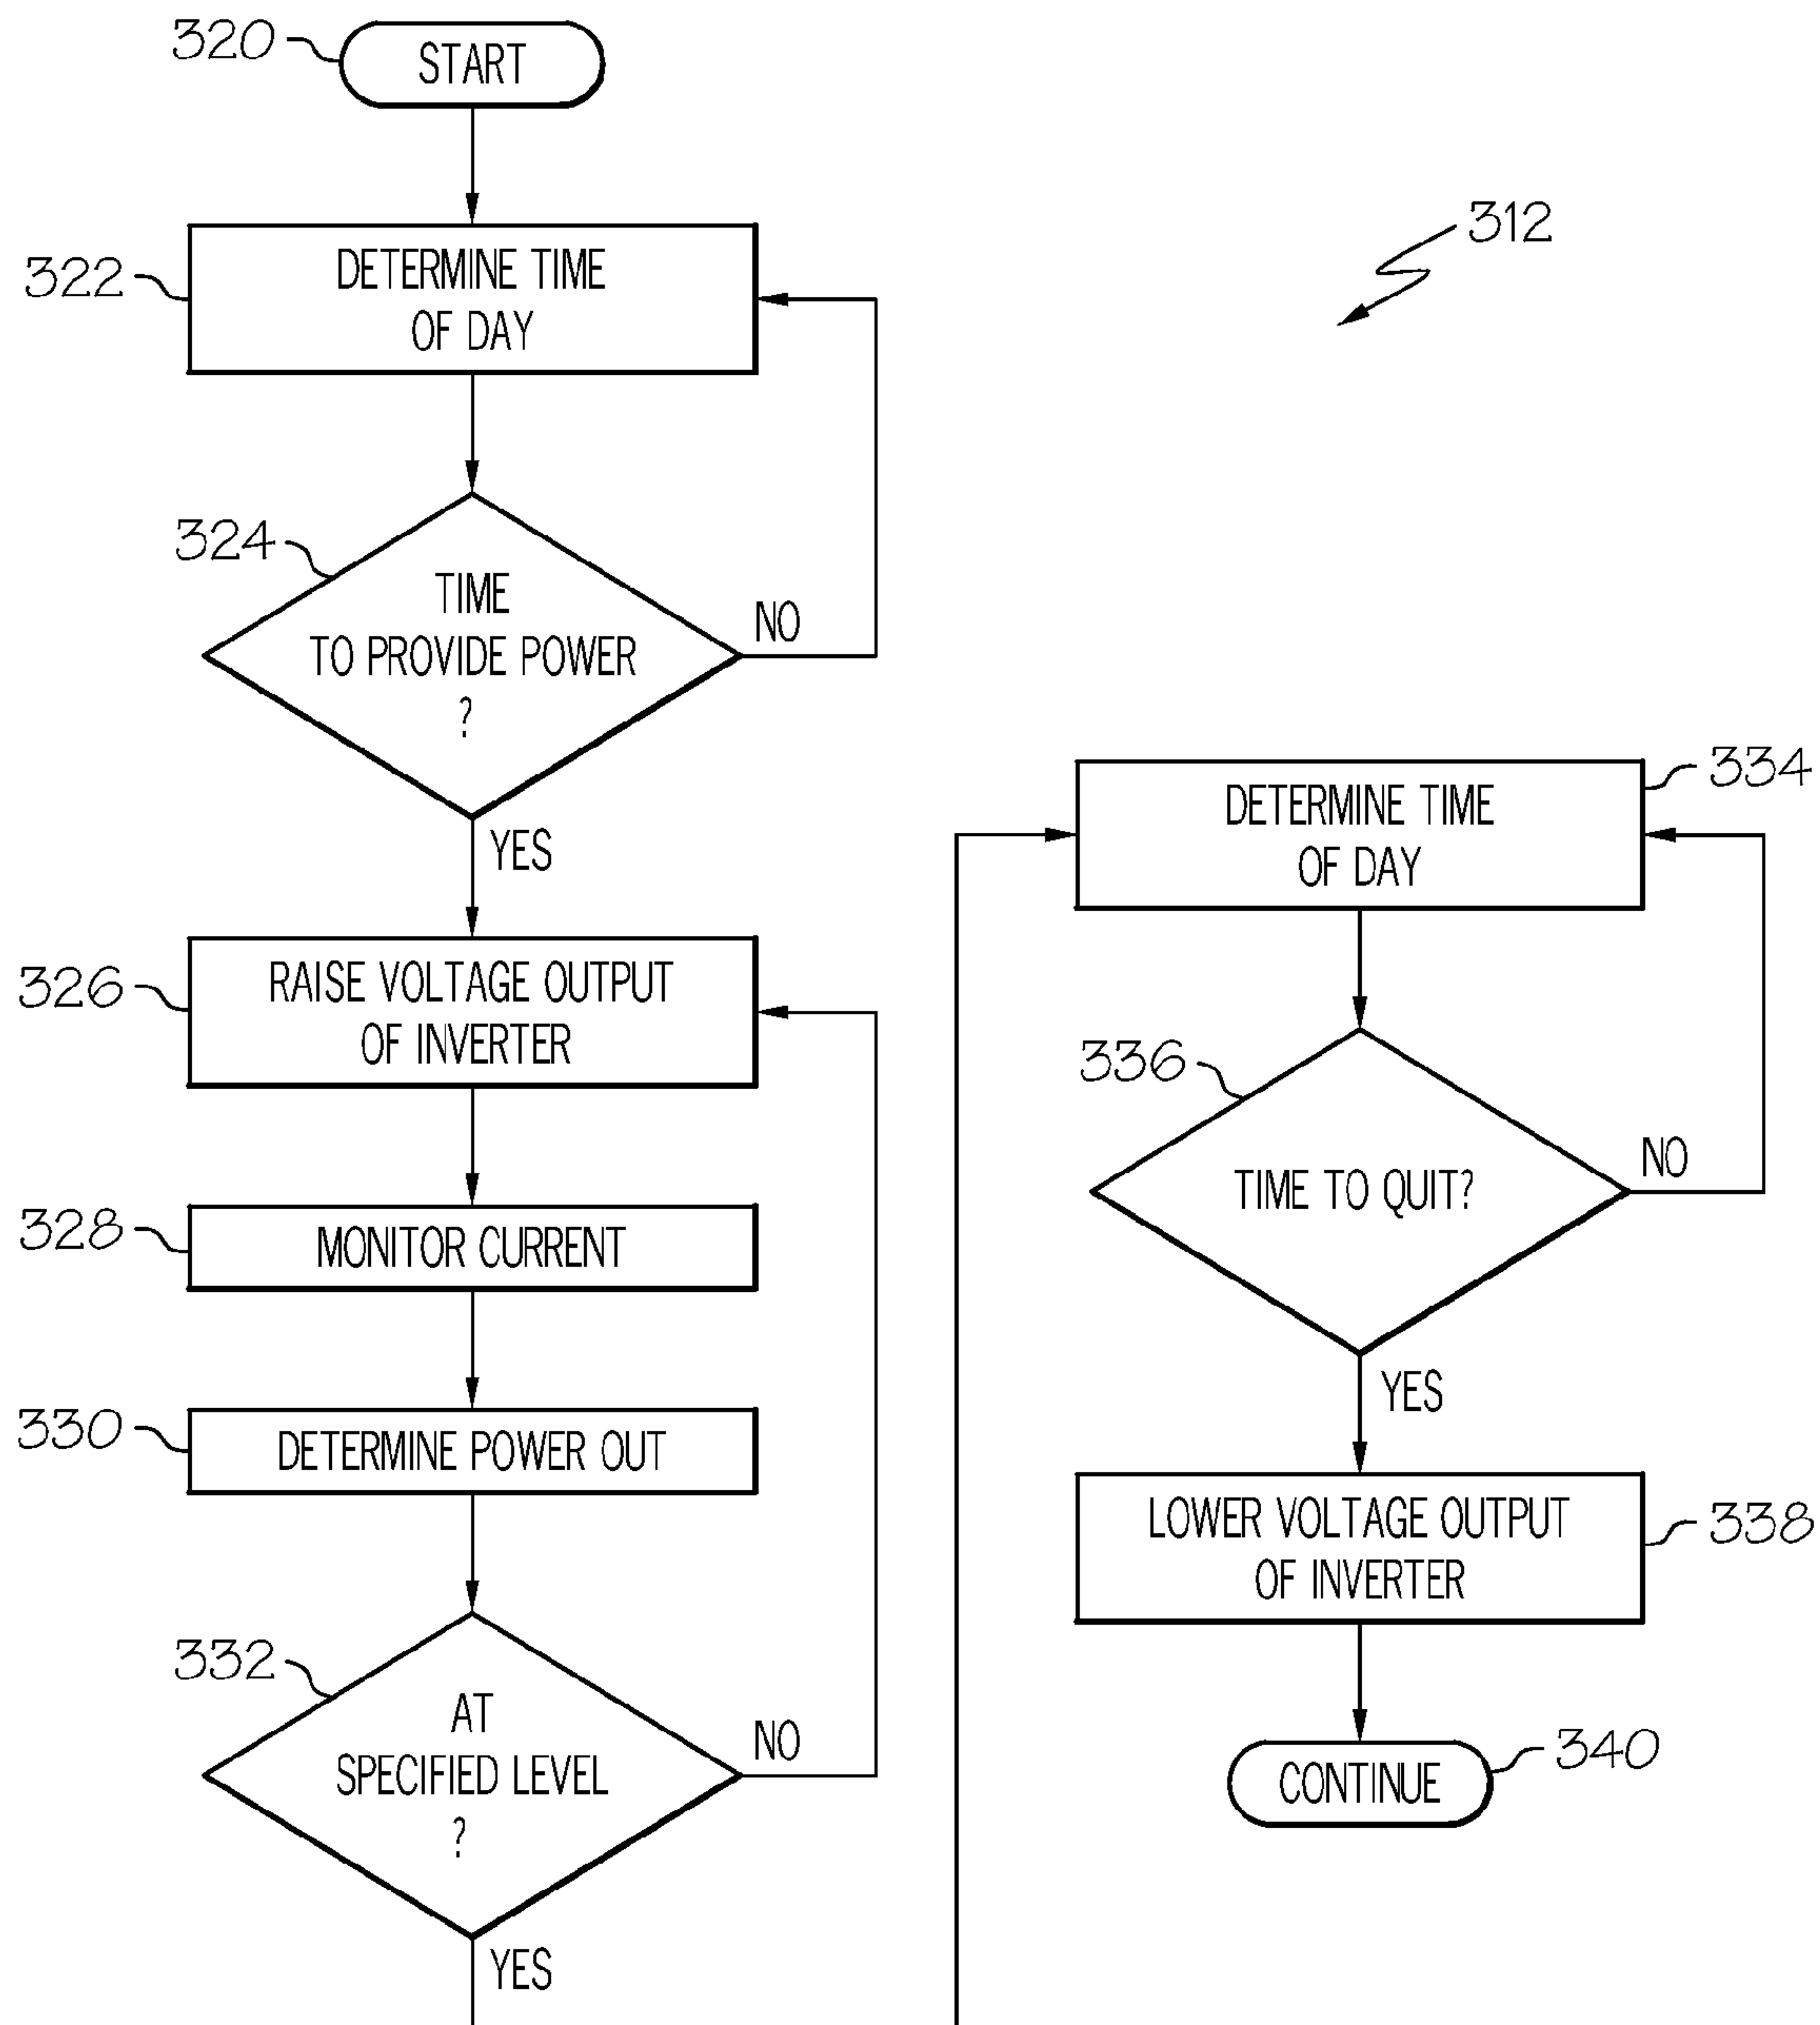 320
START
312
322
DETERMINE TIME
OF DAY
324
TIME
TO PROVIDE POWER
?
NO
YES
326
RAISE VOLTAGE OUTPUT
OF INVERTER
328
MONITOR CURRENT
330
DETERMINE POWER OUT
332
AT
SPECIFIED LEVEL
?
NO
YES
334
DETERMINE TIME
OF DAY
336
TIME TO QUIT?
NO
YES
338
LOWER VOLTAGE OUTPUT
OF INVERTER
340
CONTINUE